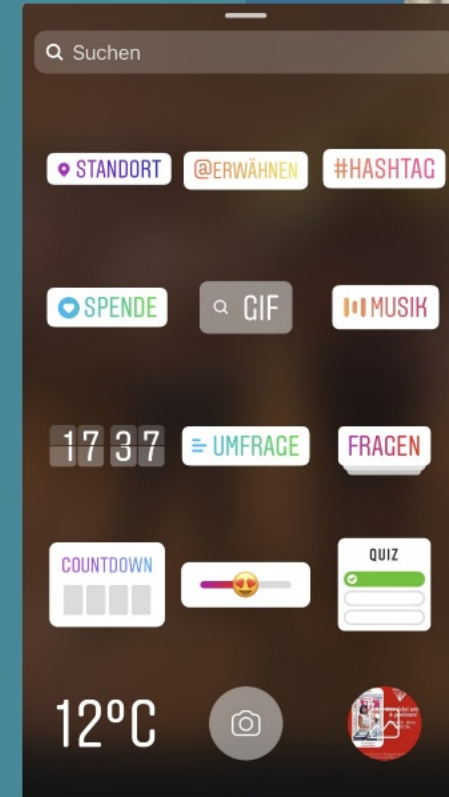 Suchen
STANDORT
@ERWÄHNEN
#HASHTAG
SPENDE
GIF
MUSIK
17 37
UMFRAGE
FRAGEN
COUNTDOWN
QUIZ
12°C